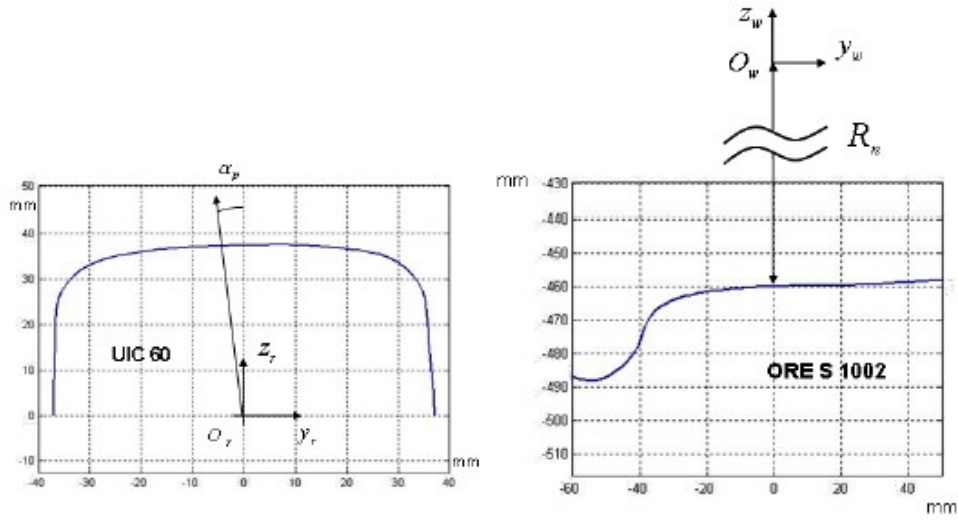 α_p
50
mm
40
30
20
10
0
-10
UIC 60
z_r
O_r
y_r
-40 -30 -20 -10 0 10 20 30 40
mm
z_w
O_w
y_w
R_n
mm
-430
-440
-450
-460
-470
-480
-490
-500
-510
ORE S 1002
-60 -40 -20 0 20 40
mm